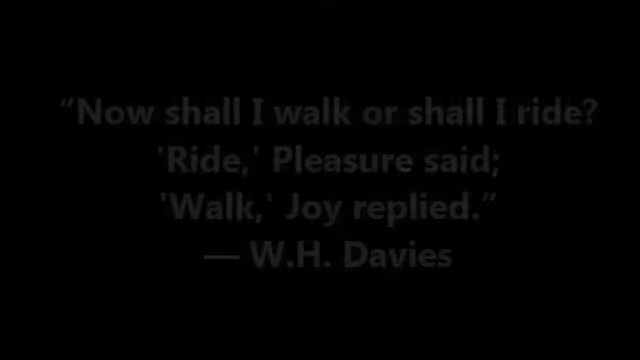 “Now shall I walk or shall I ride?
'Ride,' Pleasure said;
'Walk,' Joy replied.”
— W.H. Davies